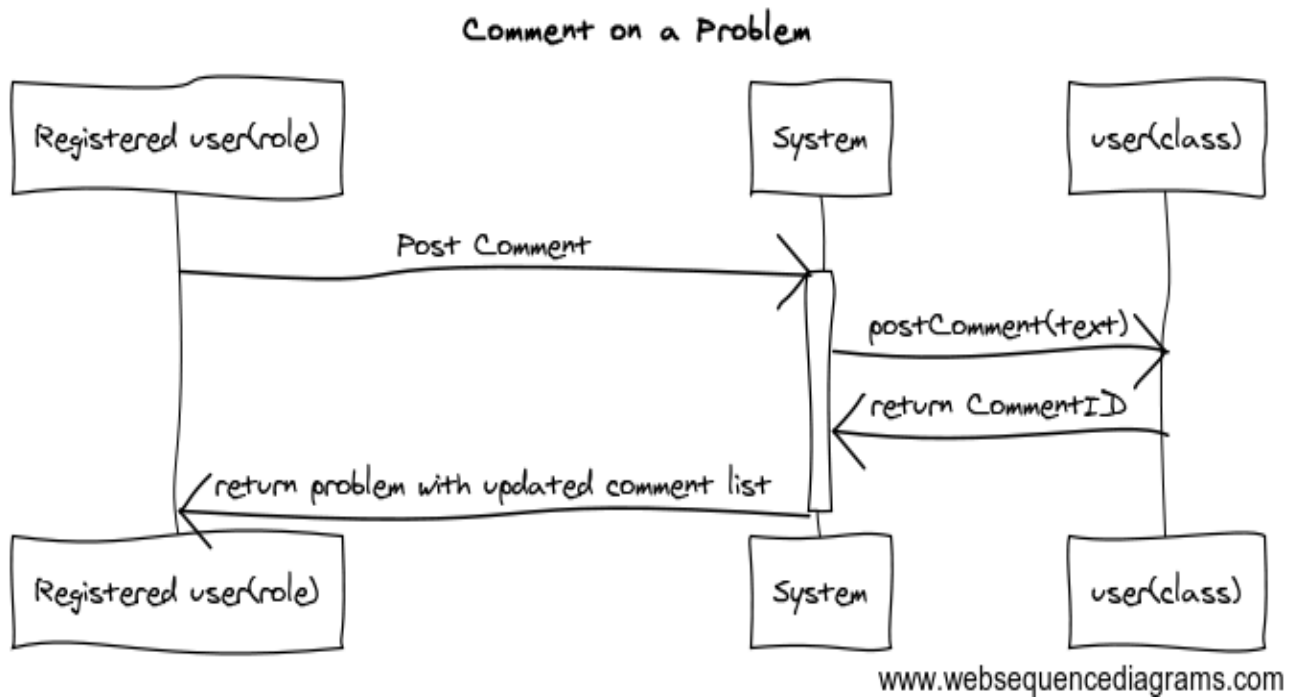 Comment on a Problem
Registered user(role)
System
user(class)
Post Comment
postComment(text)
return CommentID
return problem with updated comment list
Registered user(role)
System
user(class)
www.websequencediagrams.com